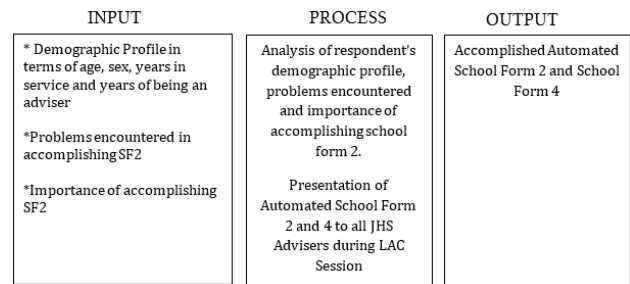 INPUT
* Demographic Profile in
terms of age, sex, years in
service and years of being an
adviser
*Problems encountered in
accomplishing SF2
*Importance of accomplishing
SF2
PROCESS
Analysis of respondent's
demographic profile,
problems encountered
and importance of
accomplishing school
form 2.
Presentation of
Automated School Form
2 and 4 to all JHS
Advisers during LAC
Session
OUTPUT
Accomplished Automated
School Form 2 and School
Form 4